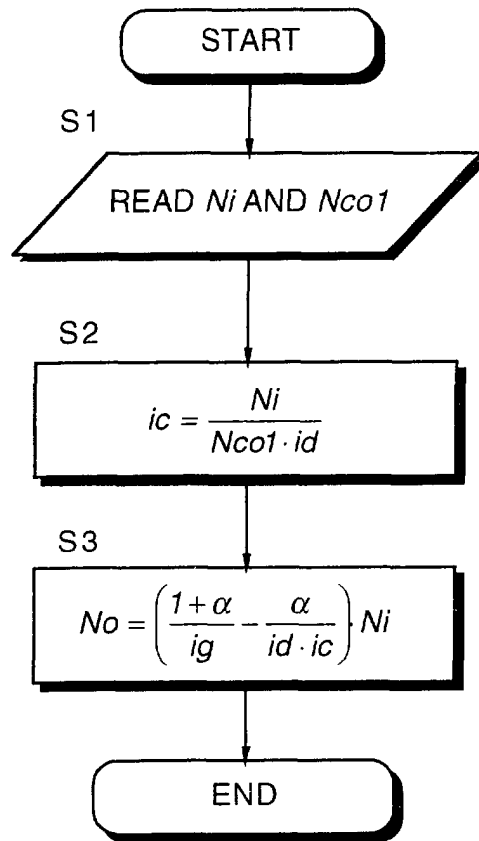 START
S1
READ Ni AND Nco1
S2
ic = Ni / (Nco1 · id)
S3
No = ( (1 + α) / ig − α / (id · ic) ) · Ni
END